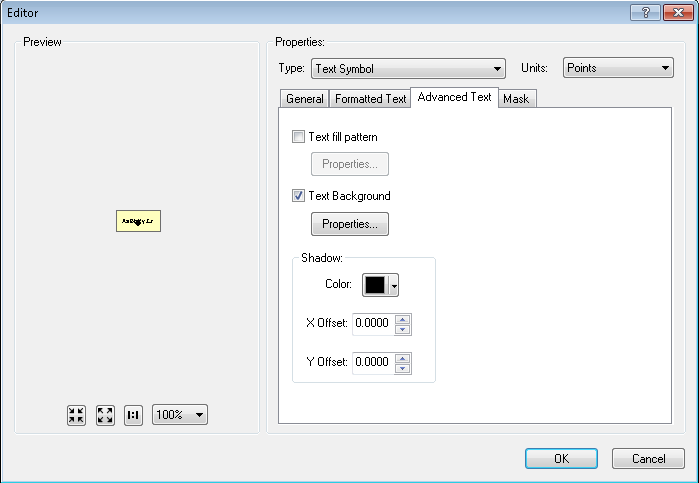 Editor
Preview
Properties:
Type: Text Symbol Units: Points
General Formatted Text Advanced Text Mask
Text fill pattern
Properties...
Text Background
Properties...
Shadow:
Color:
X Offset: 0.0000
Y Offset: 0.0000
1:1 100%
OK Cancel